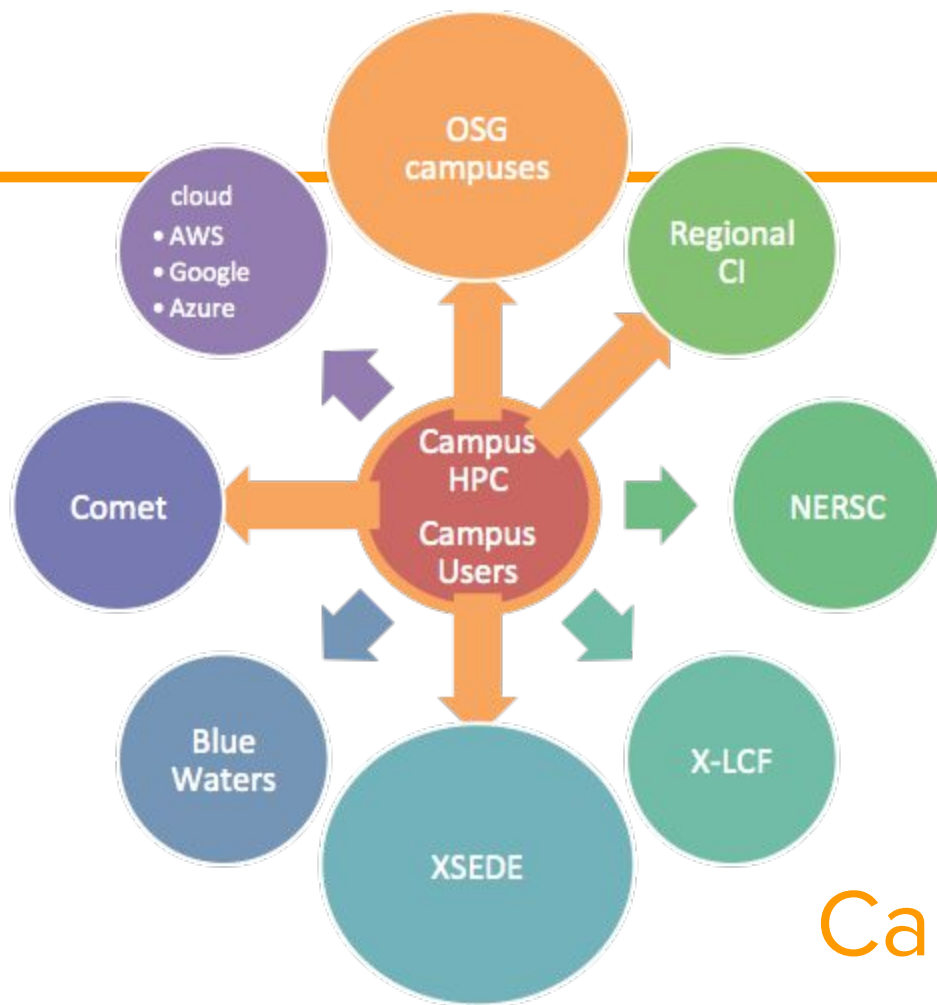 OSG
campuses
cloud
• AWS
• Google
• Azure
Regional
CI
Campus
HPC
Campus
Users
Comet
NERSC
Blue
Waters
X-LCF
XSEDE
Ca